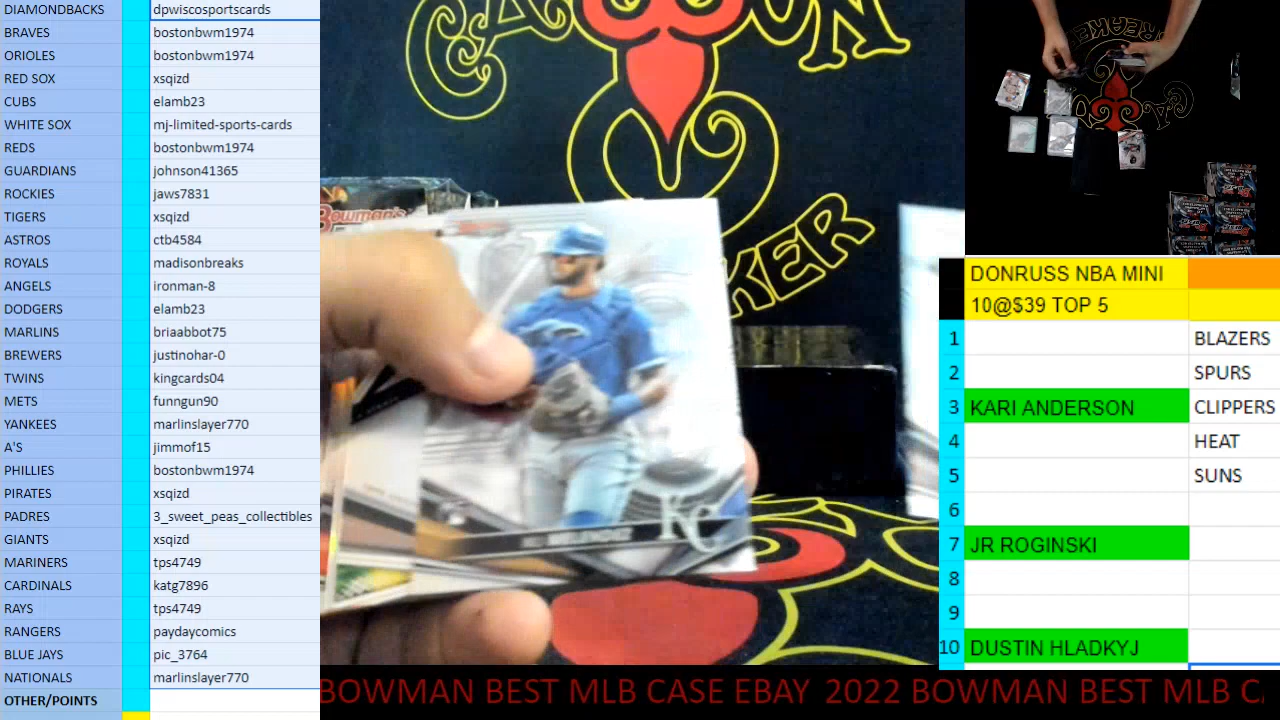 DIAMONDBACKS dpwiscosportscards
BRAVES bostonbwm1974
ORIOLES bostonbwm1974
RED SOX xsqizd
CUBS elamb23
WHITE SOX mj-limited-sports-cards
REDS bostonbwm1974
GUARDIANS johnson41365
ROCKIES jaws7831
TIGERS xsqizd
ASTROS ctb4584
ROYALS madisonbreaks
ANGELS ironman-8
DODGERS elamb23
MARLINS briaabbot75
BREWERS justinohar-0
TWINS kingcards04
METS funngun90
YANKEES marlinslayer770
A'S jimmof15
PHILLIES bostonbwm1974
PIRATES xsqizd
PADRES 3_sweet_peas_collectibles
GIANTS xsqizd
MARINERS tps4749
CARDINALS katg7896
RAYS tps4749
RANGERS paydaycomics
BLUE JAYS pic_3764
NATIONALS marlinslayer770
OTHER/POINTS
Bowman's
KER
KC
DONRUSS NBA MINI
10@$39 TOP 5
1 BLAZERS
2 SPURS
3 KARI ANDERSON CLIPPERS
4 HEAT
5 SUNS
6
7 JR ROGINSKI
8
9
10 DUSTIN HLADKYJ
BOWMAN BEST MLB CASE EBAY 2022 BOWMAN BEST MLB